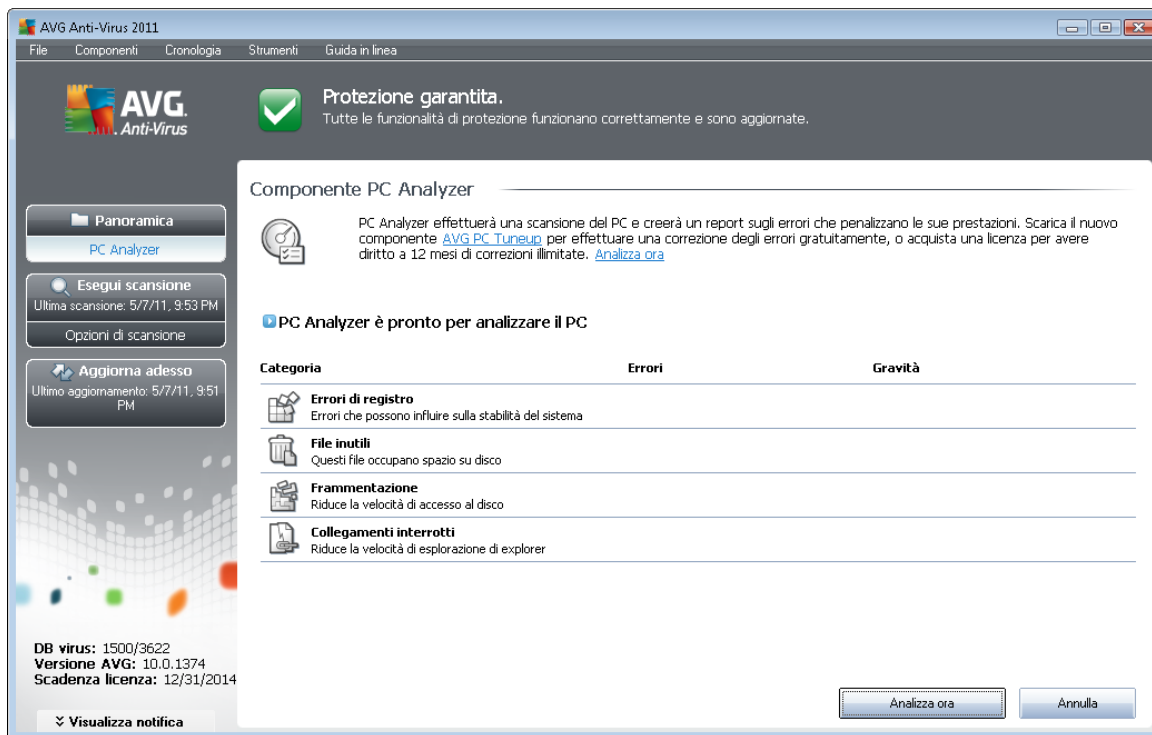 AVG Anti-Virus 2011
File Componenti Cronologia Strumenti Guida in linea
AVG.
Anti-Virus
Protezione garantita.
Tutte le funzionalità di protezione funzionano correttamente e sono aggiornate.
Panoramica
PC Analyzer
Esegui scansione
Ultima scansione: 5/7/11, 9:53 PM
Opzioni di scansione
Aggiorna adesso
Ultimo aggiornamento: 5/7/11, 9:51
PM
DB virus: 1500/3622
Versione AVG: 10.0.1374
Scadenza licenza: 12/31/2014
Visualizza notifica
Componente PC Analyzer
PC Analyzer effettuerà una scansione del PC e creerà un report sugli errori che penalizzano le sue prestazioni. Scarica il nuovo
componente AVG PC Tuneup per effettuare una correzione degli errori gratuitamente, o acquista una licenza per avere
diritto a 12 mesi di correzioni illimitate. Analizza ora
PC Analyzer è pronto per analizzare il PC
Categoria Errori Gravità
Errori di registro
Errori che possono influire sulla stabilità del sistema
File inutili
Questi file occupano spazio su disco
Frammentazione
Riduce la velocità di accesso al disco
Collegamenti interrotti
Riduce la velocità di esplorazione di explorer
Analizza ora Annulla